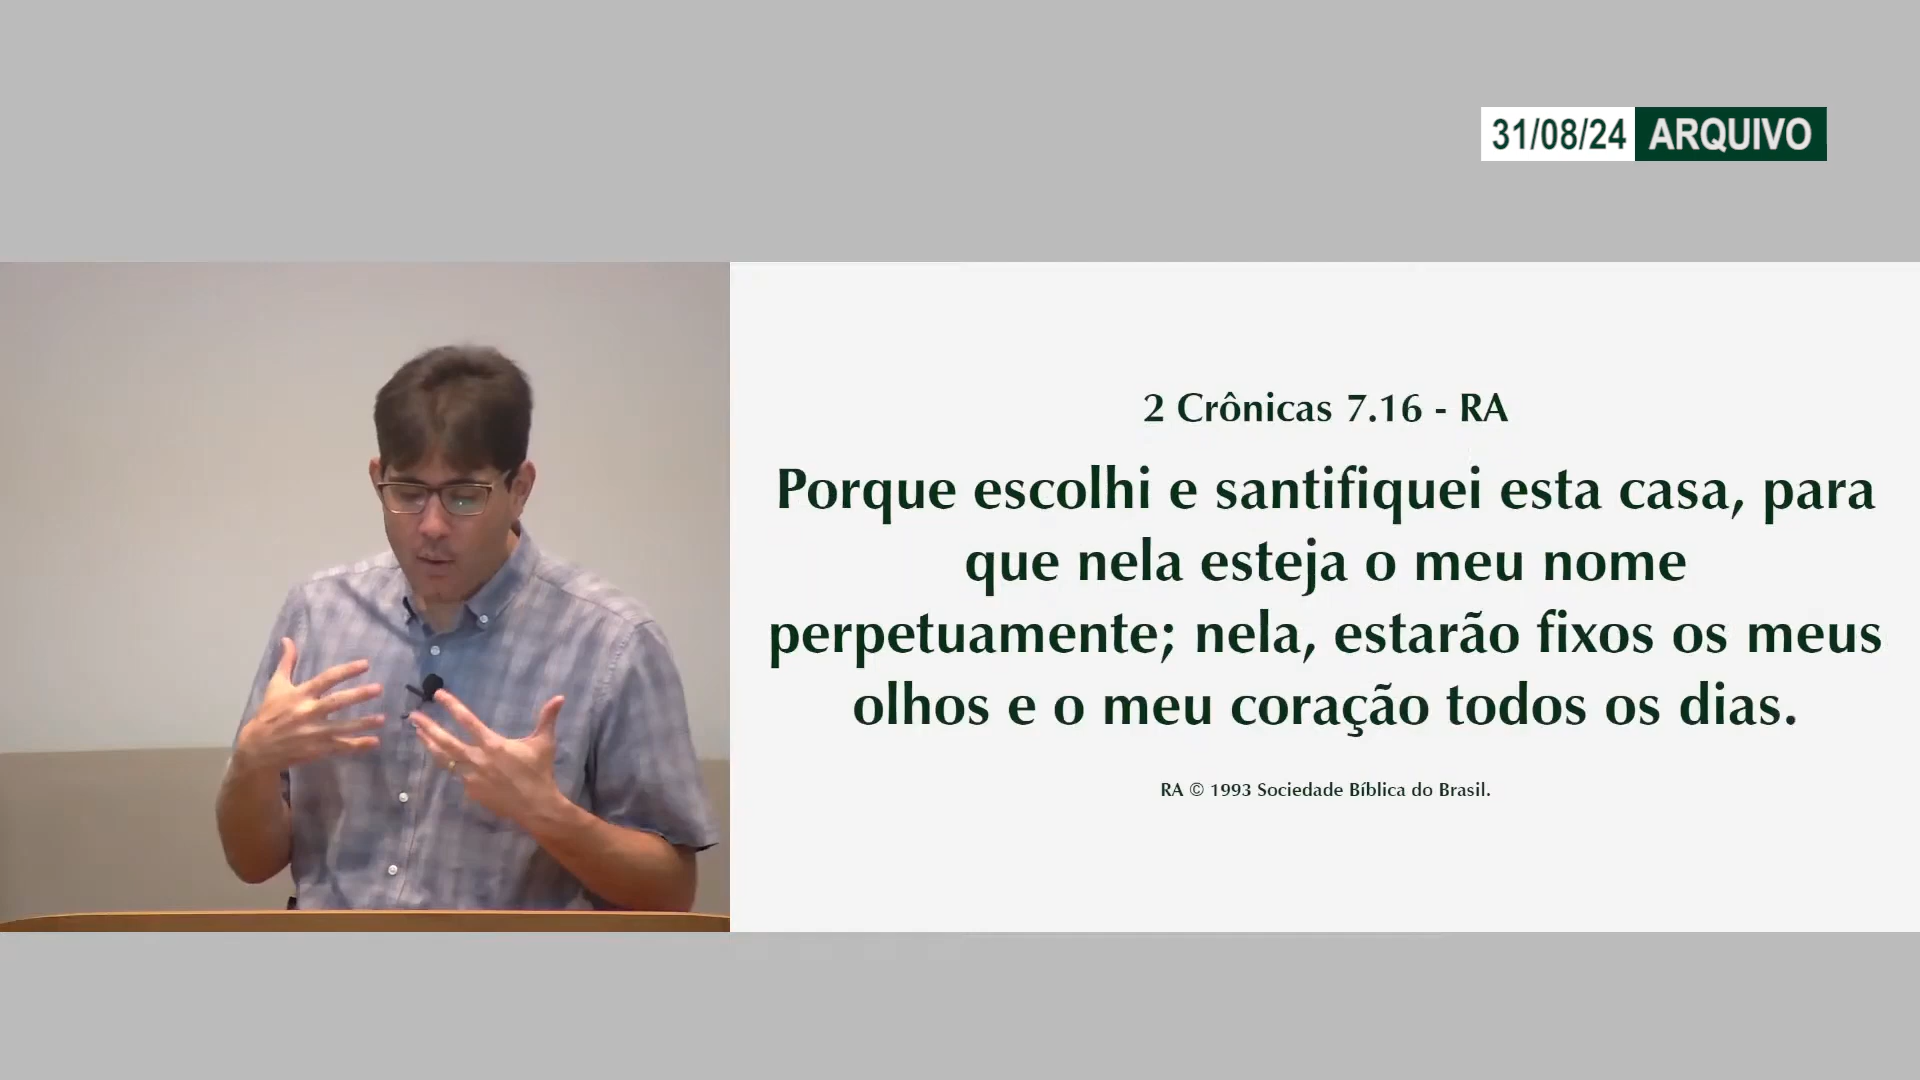 31/08/24 ARQUIVO
2 Crônicas 7.16 - RA
Porque escolhi e santifiquei esta casa, para
que nela esteja o meu nome
perpetuamente; nela, estarão fixos os meus
olhos e o meu coração todos os dias.
RA © 1993 Sociedade Bíblica do Brasil.